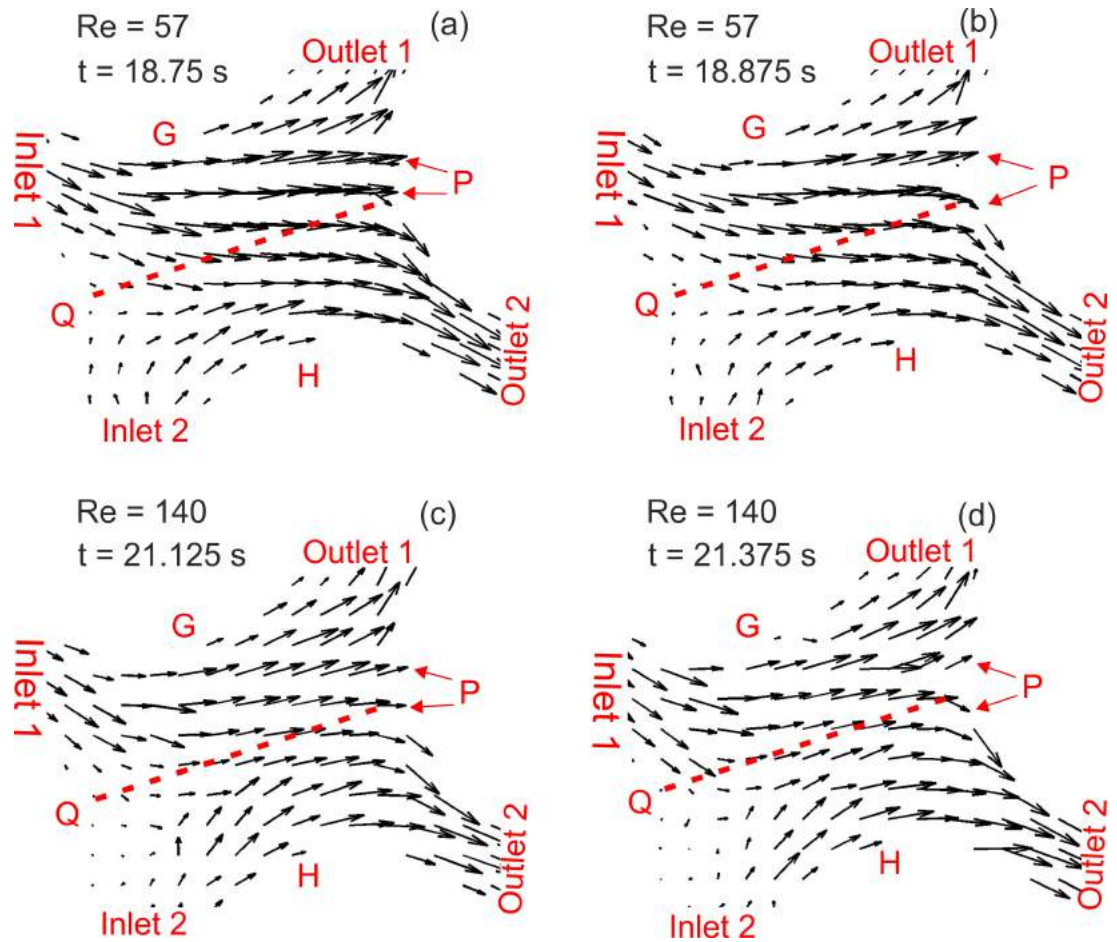 Re = 57
(a)
t = 18.75 s
Outlet 1
G
Inlet 1
P
Q
H
Outlet 2
Inlet 2
Re = 57
(b)
t = 18.875 s
Outlet 1
G
Inlet 1
P
Q
H
Outlet 2
Inlet 2
Re = 140
(c)
t = 21.125 s
Outlet 1
G
Inlet 1
P
Q
H
Outlet 2
Inlet 2
Re = 140
(d)
t = 21.375 s
Outlet 1
G
Inlet 1
P
Q
H
Outlet 2
Inlet 2